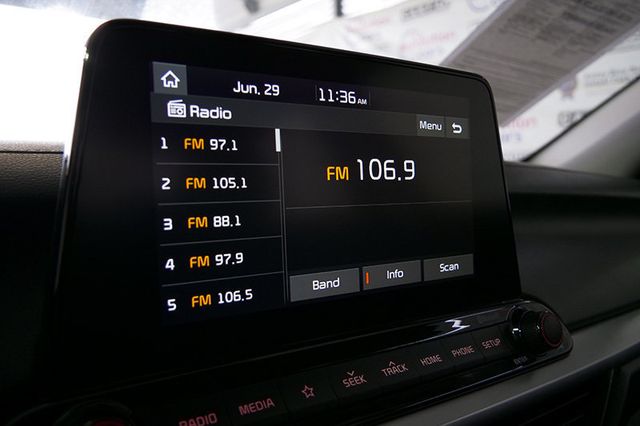 Jun. 29 11:36 AM
Radio
Menu
1 FM 97.1
2 FM 105.1
3 FM 88.1
4 FM 97.9
5 FM 106.5
FM 106.9
Band Info Scan
RADIO MEDIA SEEK TRACK HOME PHONE SETUP
ENTER